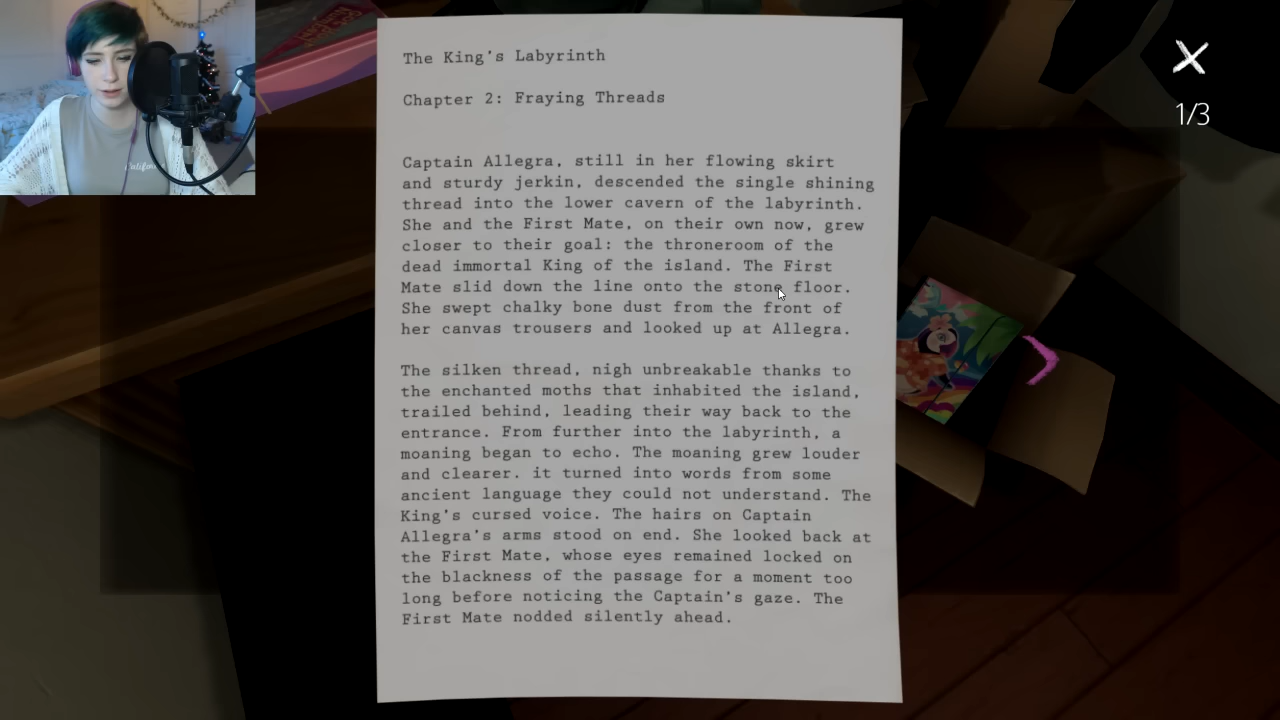 The King's Labyrinth
Chapter 2: Fraying Threads
Captain Allegra, still in her flowing skirt
and sturdy jerkin, descended the single shining
thread into the lower cavern of the labyrinth.
She and the First Mate, on their own now, grew
closer to their goal: the throneroom of the
dead immortal King of the island. The First
Mate slid down the line onto the stone floor.
She swept chalky bone dust from the front of
her canvas trousers and looked up at Allegra.
The silken thread, nigh unbreakable thanks to
the enchanted moths that inhabited the island,
trailed behind, leading their way back to the
entrance. From further into the labyrinth, a
moaning began to echo. The moaning grew louder
and clearer. it turned into words from some
ancient language they could not understand. The
King's cursed voice. The hairs on Captain
Allegra's arms stood on end. She looked back at
the First Mate, whose eyes remained locked on
the blackness of the passage for a moment too
long before noticing the Captain's gaze. The
First Mate nodded silently ahead.
1/3